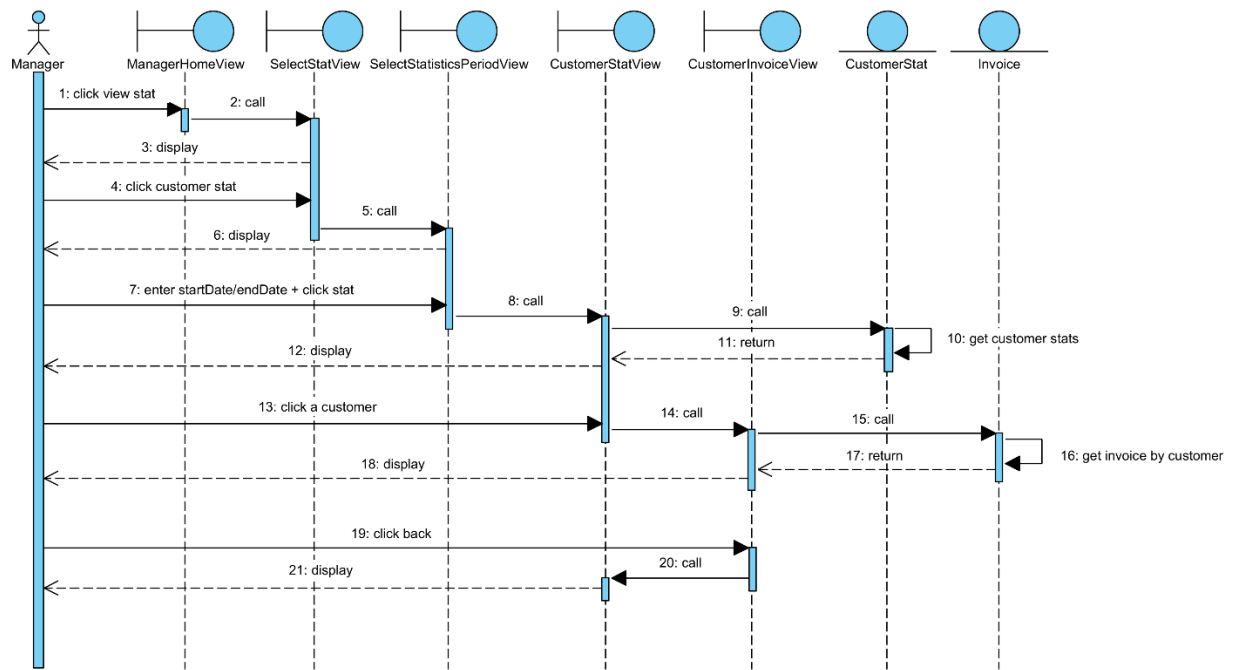 Manager
ManagerHomeView
SelectStatView
SelectStatisticsPeriodView
CustomerStatView
CustomerInvoiceView
CustomerStat
Invoice
1: click view stat
2: call
3: display
4: click customer stat
5: call
6: display
7: enter startDate/endDate + click stat
8: call
9: call
10: get customer stats
11: return
12: display
13: click a customer
14: call
15: call
16: get invoice by customer
17: return
18: display
19: click back
20: call
21: display